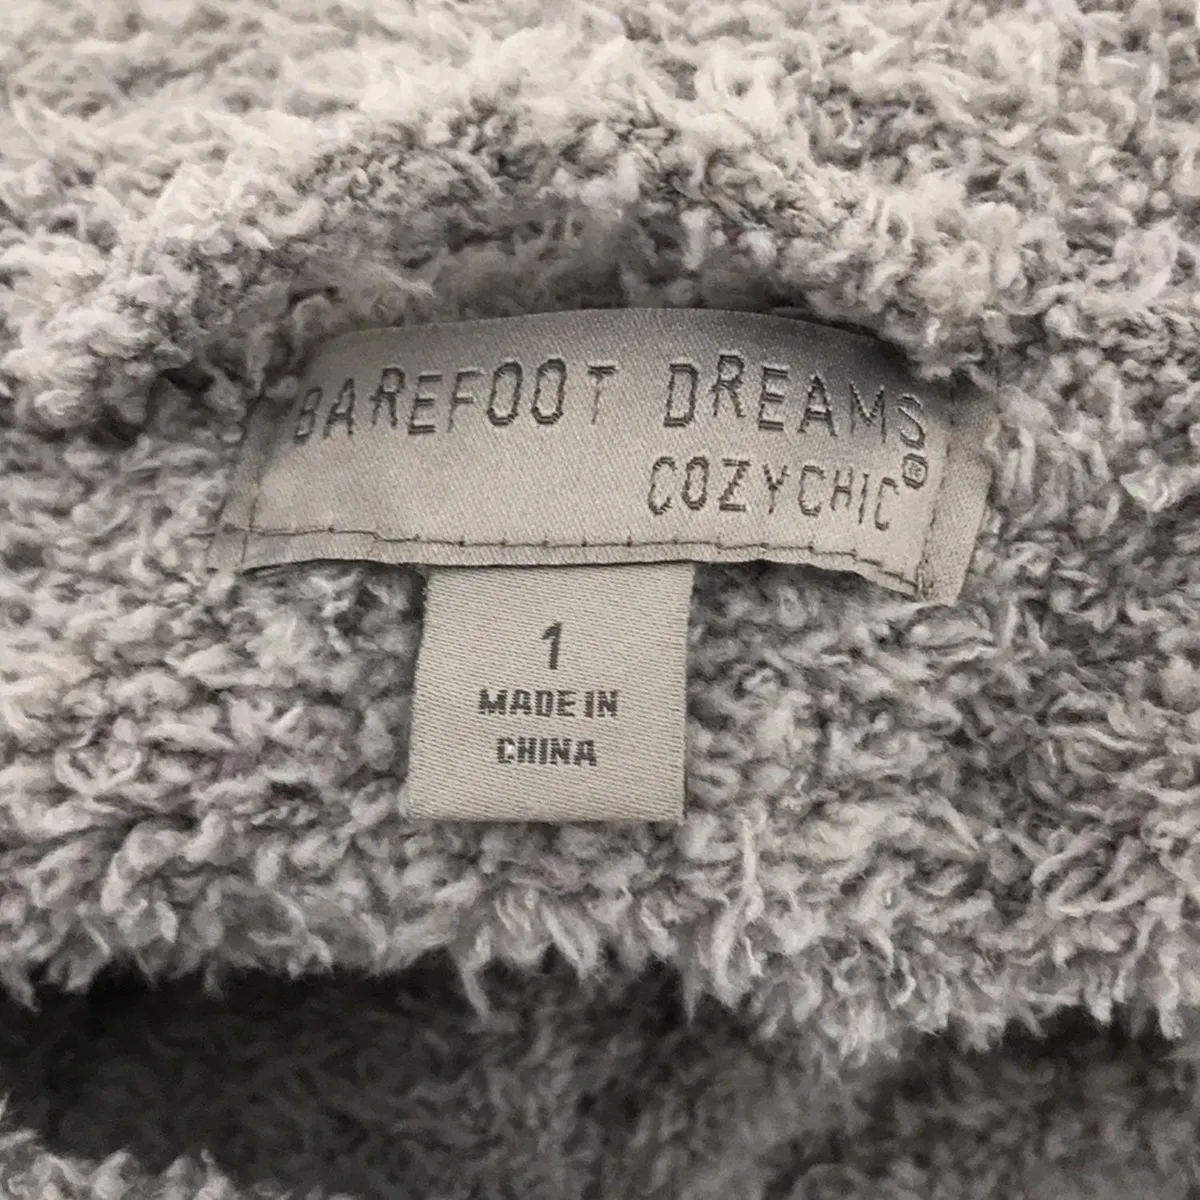 BAREFOOT DREAMS
COZYCHIC®
1
MADE IN
CHINA